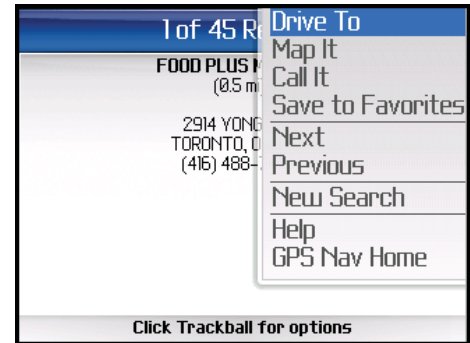 1 of 45
FOOD PLUS
(0.5
2914
TORONTO,
(416) 488-
Drive To
Map It
Call It
Save to Favorites
Next
Previous
New Search
Help
GPS Nav Home
Click Trackball for options